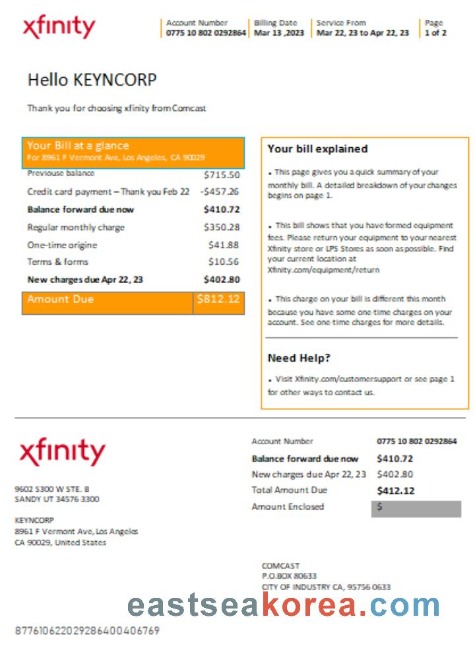 xfinity
Account Number
0775 10 802 0292864
Billing Date
Mar 13 ,2023
Service From
Mar 22, 23 to Apr 22, 23
Page
1 of 2
Hello KEYNCORP
Thank you for choosing xfinity from Comcast
Your Bill at a glance
For 8961 F Vermont Ave, Los Angeles, CA 90029
Previouse balance $715.50
Credit card payment – Thank you Feb 22 -$457.26
Balance forward due now $410.72
Regular monthly charge $350.28
One-time origine $41.88
Terms & forms $10.56
New charges due Apr 22, 23 $402.80
Amount Due $812.12
Your bill explained
• This page gives you a quick summary of your
monthly bill. A detailed breakdown of your changes
begins on page 1.
• This bill shows that you have formed equipment
fees. Please return your equipment to your nearest
Xfinity store or LPS Stores as soon as possible. Find
your current location at
Xfinity.com/equipment/return
• This charge on your bill is different this month
because you have some one time charges on your
account. See one time charges for more details.
Need Help?
• Visit Xfinity.com/customersupport or see page 1
for other ways to contact us.
xfinity
9602 S300 W STE. B
SANDY UT 34576 3300
KEYNCORP
8961 F Vermont Ave, Los Angeles
CA 90029, United States
Account Number 0775 10 802 0292864
Balance forward due now $410.72
New charges due Apr 22, 23 $402.80
Total Amount Due $412.12
Amount Enclosed $
COMCAST
P.O.BOX 80633
CITY OF INDUSTRY CA, 95756 0633
eastseakorea.com
87761062202928640040​6769